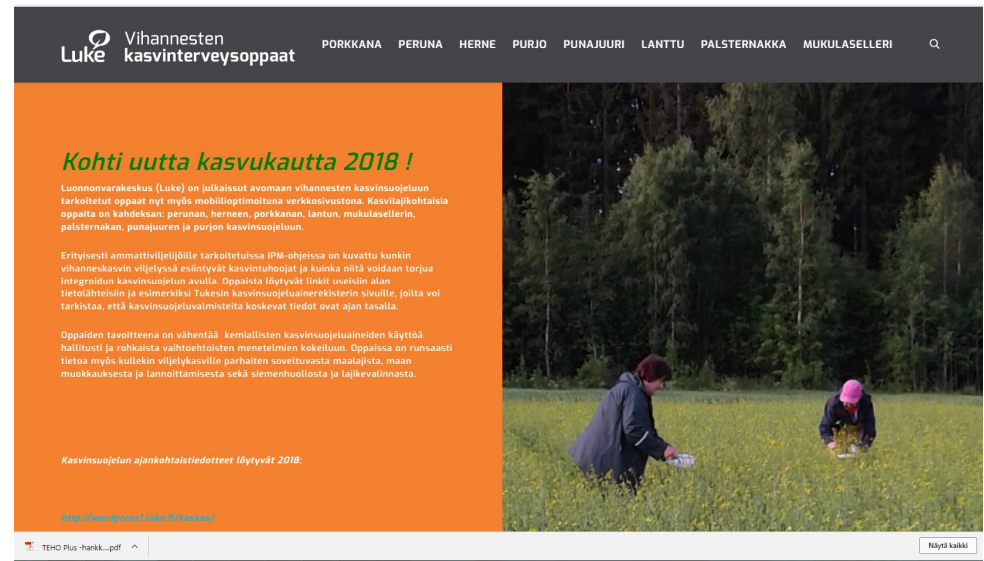 Luke
Vihannesten
kasvinterveysoppaat
PORKKANA PERUNA HERNE PURJO PUNAJUURI LANTTU PALSTERNAKKA MUKULASELLERI
Kohti uutta kasvukautta 2018 !
Luonnonvarakeskus (Luke) on julkaissut avomaan vihannesten kasvinsuojeluun
tarkoitetut oppaat nyt myös mobiilioptimoituna verkkosivustona. Kasvilajikohtaisia
oppaita on kahdeksan: perunan, herneen, porkkanan, lantun, mukulasellerin,
palsternakan, punajuuren ja purjon kasvinsuojeluun.
Erityisesti ammattiviljelijöille tarkoitetuissa IPM-ohjeissa on kuvattu kunkin
vihanneskasvin viljelyssä esiintyvät kasvintuhoojat ja kuinka niitä voidaan torjua
integroidun kasvinsuojelun avulla. Oppaista löytyvät linkit useisiin alan
tietolähteisiin ja esimerkiksi Tukesin kasvinsuojeluainerekisterin sivuille, joilta voi
tarkistaa, että kasvinsuojeluvalmisteita koskevat tiedot ovat ajan tasalla.
Oppaiden tavoitteena on vähentää kemiallisten kasvinsuojeluaineiden käyttöä
hallitusti ja rohkaista vaihtoehtoisten menetelmien kokeiluun. Oppaissa on runsaasti
tietoa myös kullekin viljelykasville parhaiten soveltuvasta maalajista, maan
muokkauksesta ja lannoittamisesta sekä siemenhuollosta ja lajikevalinnasta.
Kasvinsuojelun ajankohtaistiedotteet löytyvät 2018:
http://wordpress1.luke.fi/kaskas/
TEHO Plus -hankk....pdf
Näytä kaikki